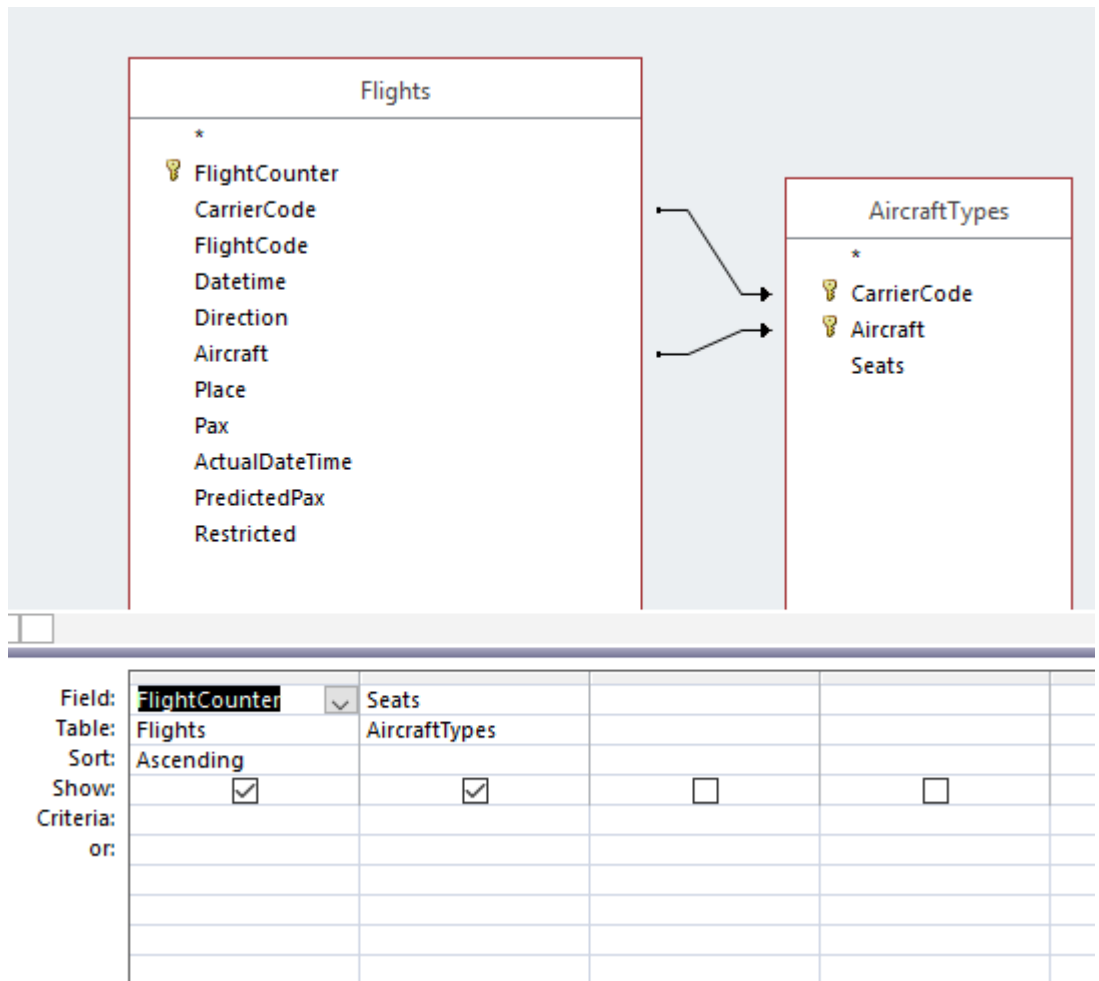 Flights
*
FlightCounter
CarrierCode
FlightCode
Datetime
Direction
Aircraft
Place
Pax
ActualDateTime
PredictedPax
Restricted
AircraftTypes
*
CarrierCode
Aircraft
Seats
Field: FlightCounter Seats
Table: Flights AircraftTypes
Sort: Ascending
Show:
Criteria:
or: